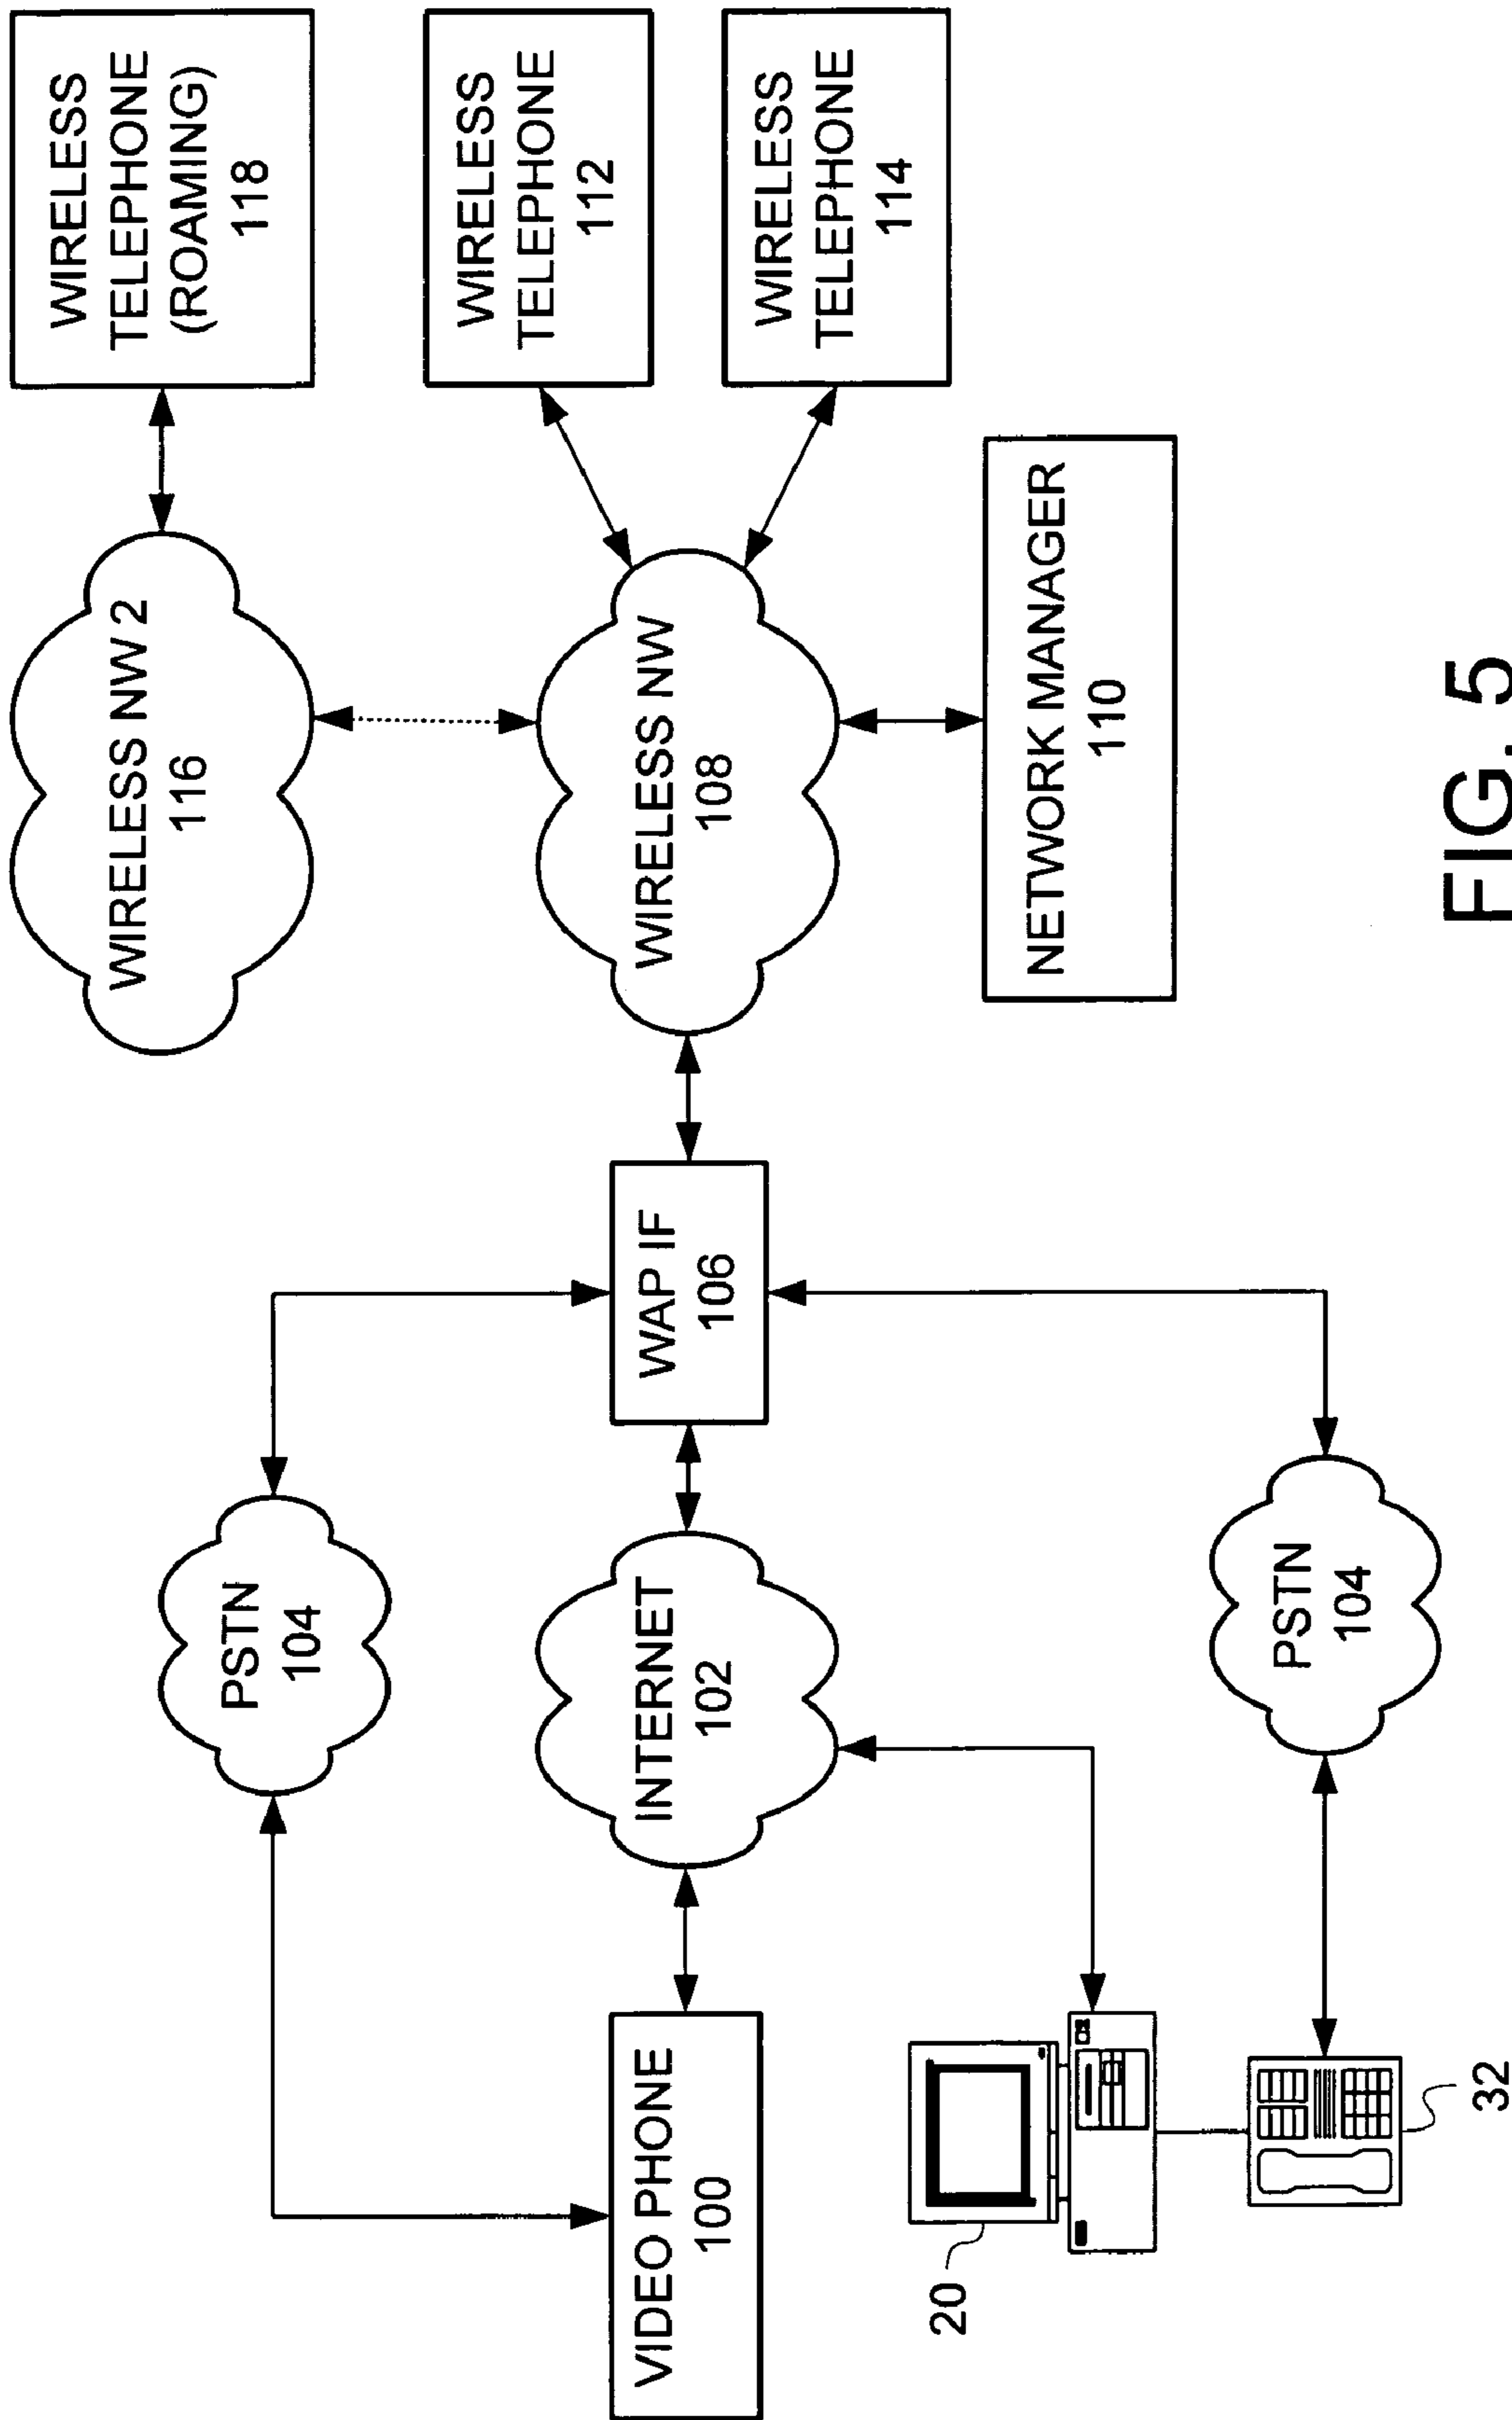 WIRELESS
TELEPHONE
(ROAMING)
118
WIRELESS NW 2
116
WIRELESS
TELEPHONE
112
WIRELESS
TELEPHONE
114
WIRELESS NW
108
NETWORK MANAGER
110
PSTN
104
WAP IF
106
INTERNET
102
VIDEO PHONE
100
PSTN
104
20
32
FIG. 5